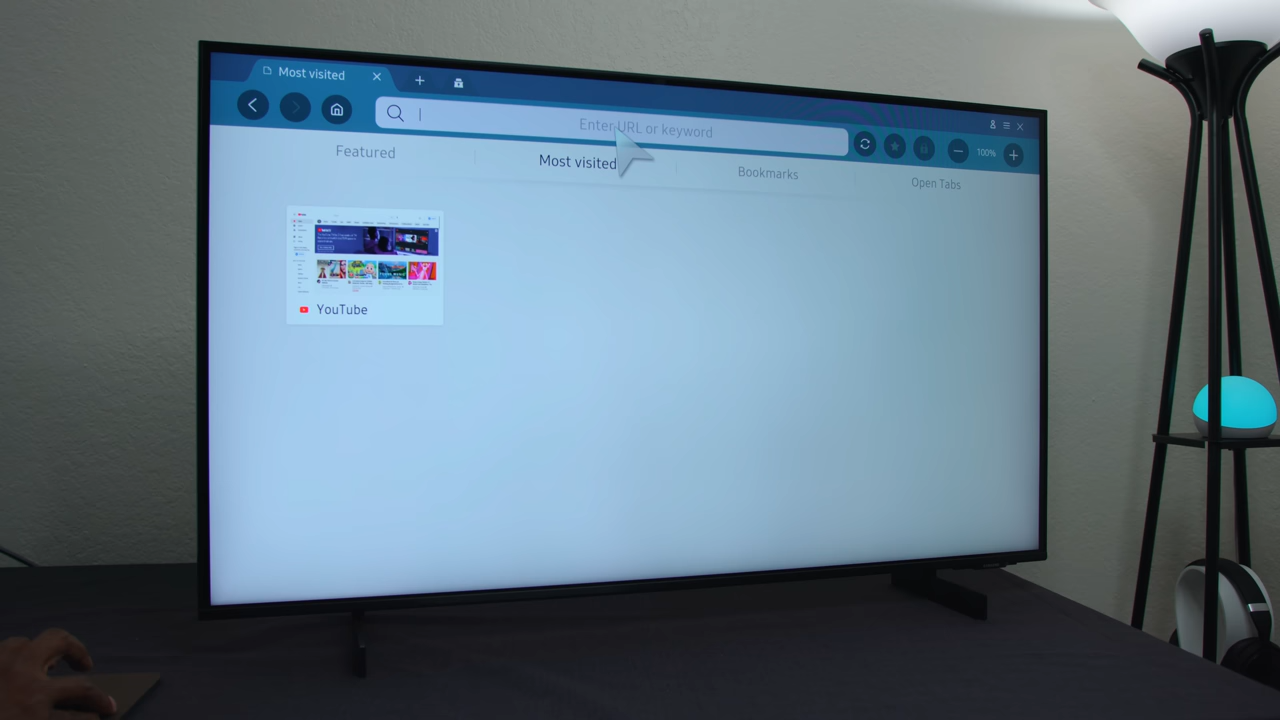 Most visited
Enter URL or keyword
100%
Featured
Most visited
Bookmarks
Open Tabs
YouTube